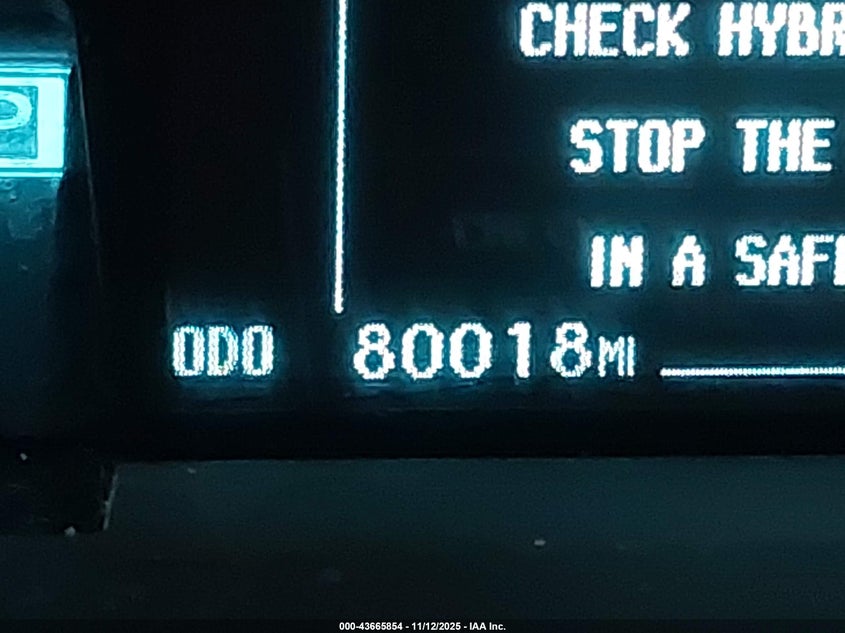 CHECK HYBR
STOP THE
IN A SAF
ODO 80018MI
P
000-43665854 - 11/12/2025 - IAA Inc.